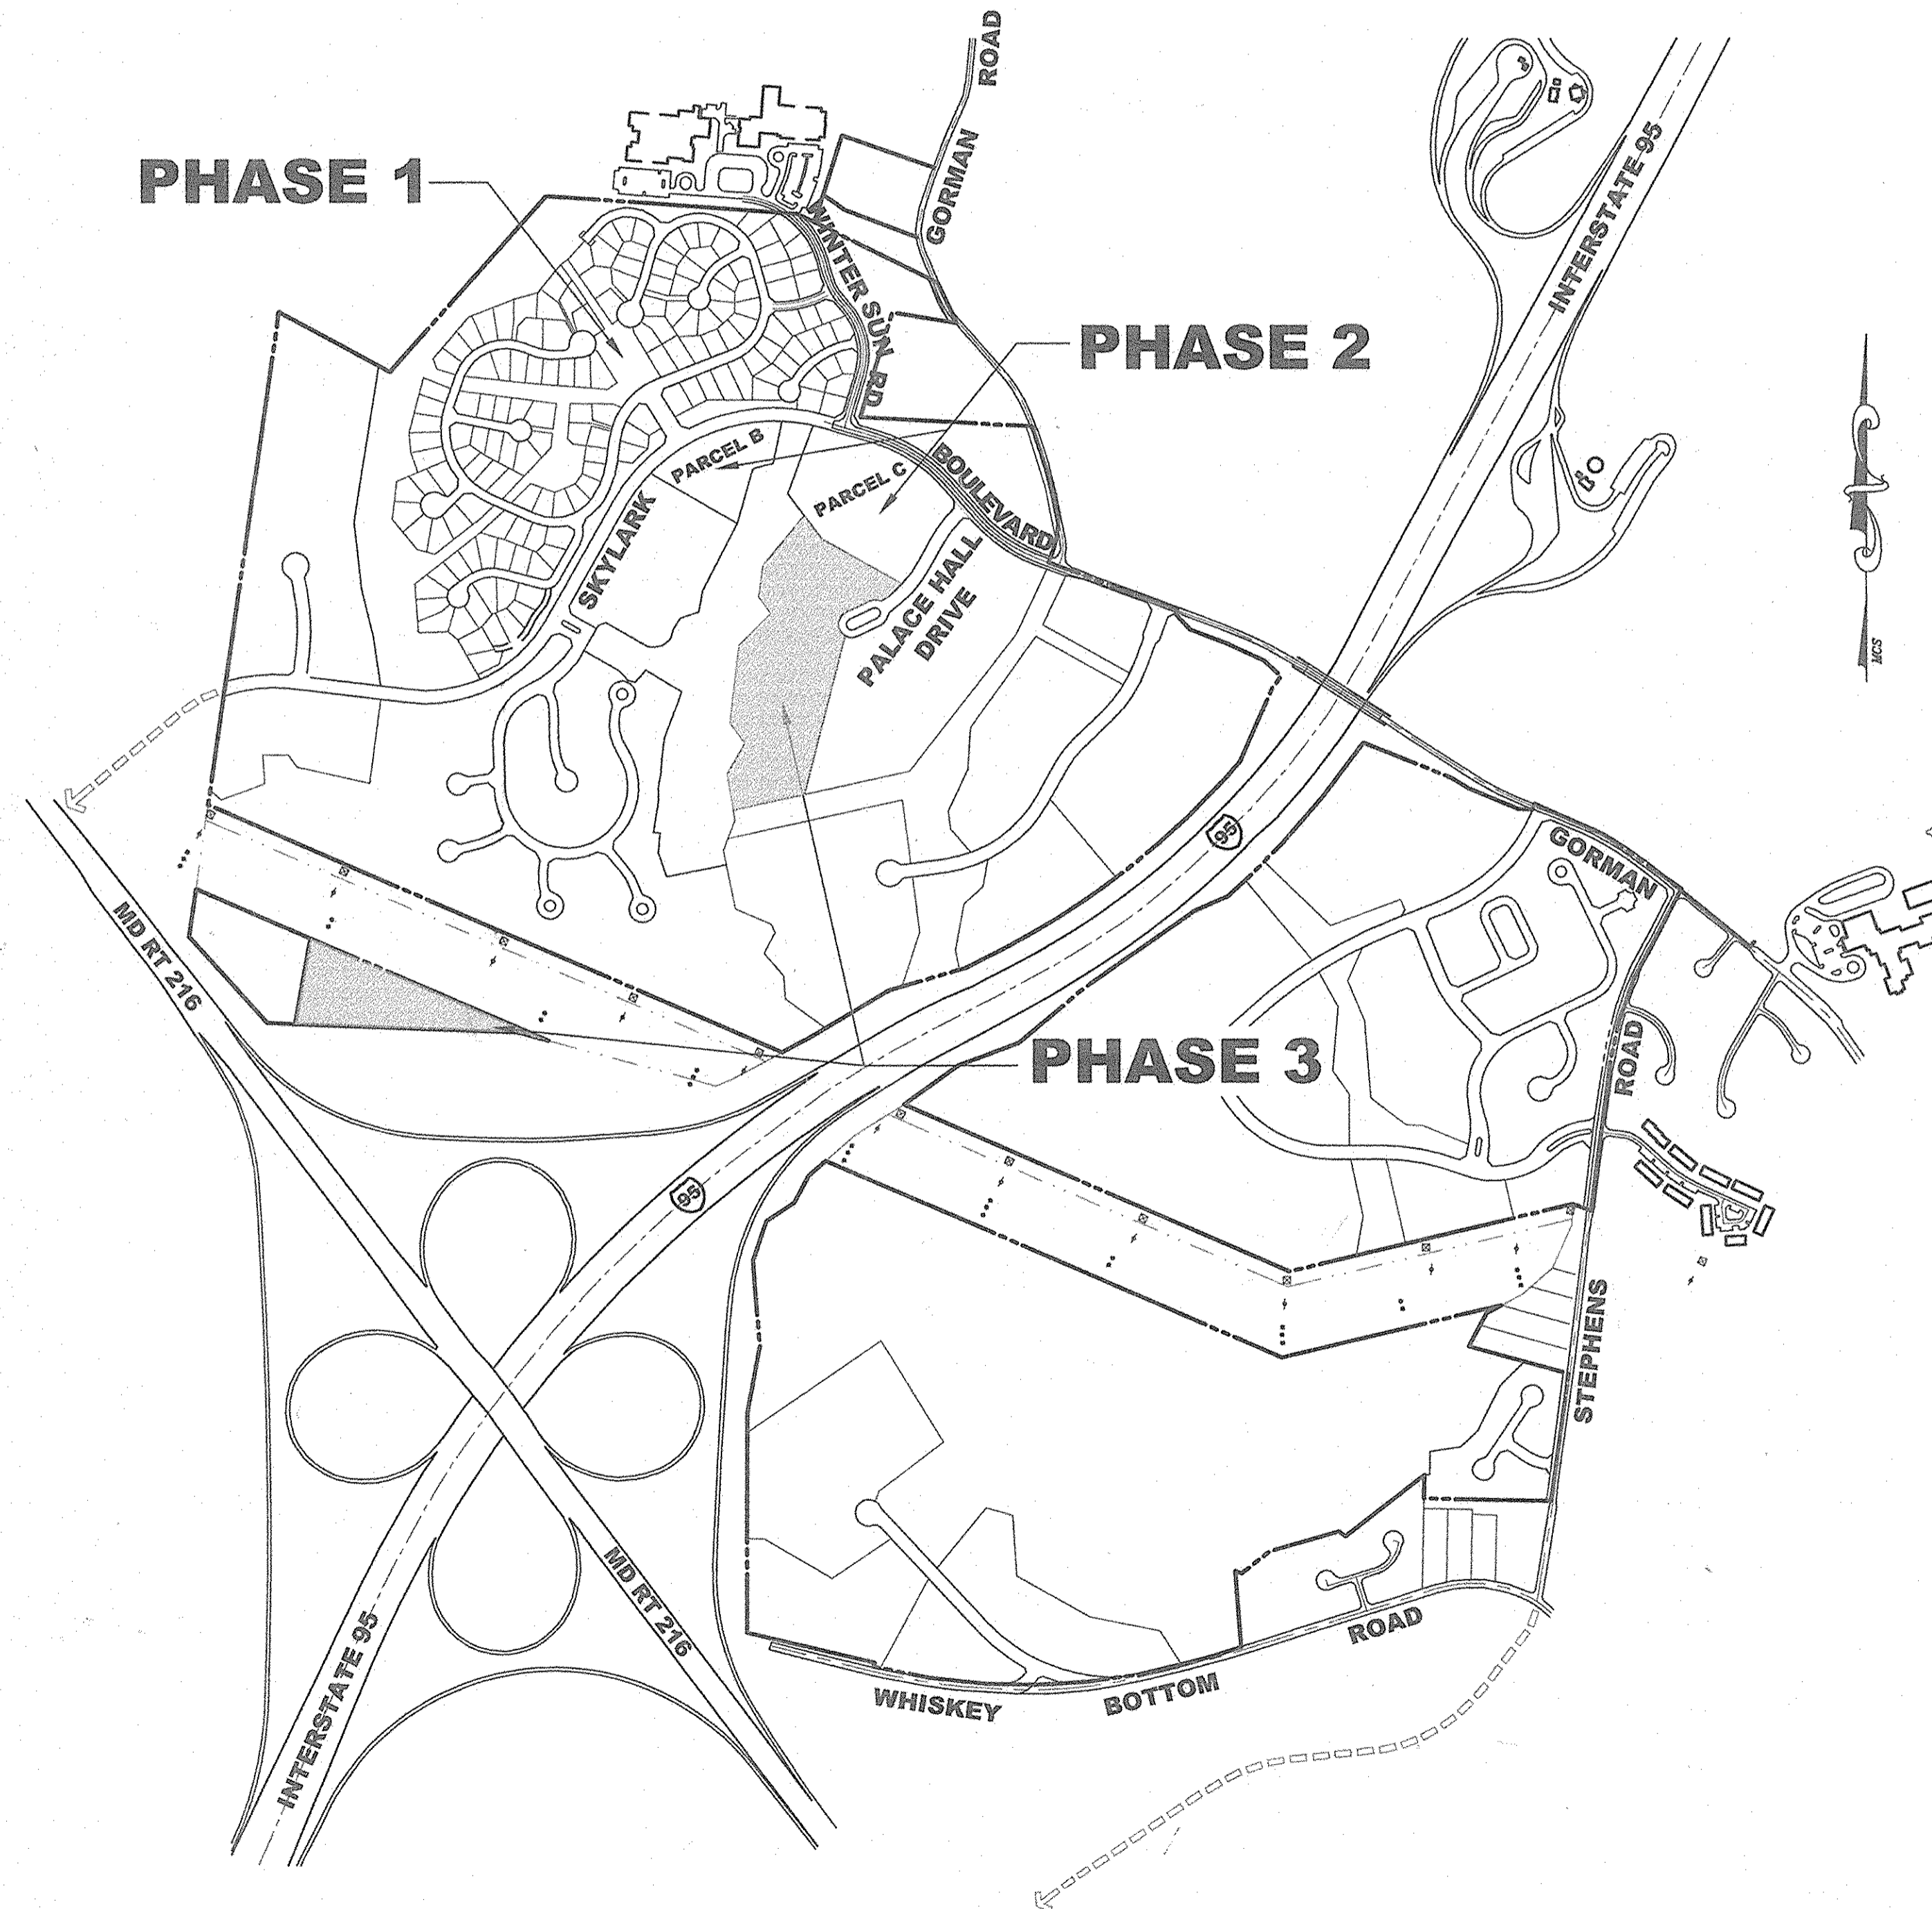 ROAD
GORMAN
PHASE 1
INTERSTATE 95
WINTER SUN RD
PHASE 2
PARCEL B
PARCEL C
BOULEVARD
SKYLARK
PALACE HALL
DRIVE
MCS
95
GORMAN
MD RT 216
PHASE 3
ROAD
95
STEPHENS
MD RT 216
INTERSTATE 95
ROAD
WHISKEY
BOTTOM